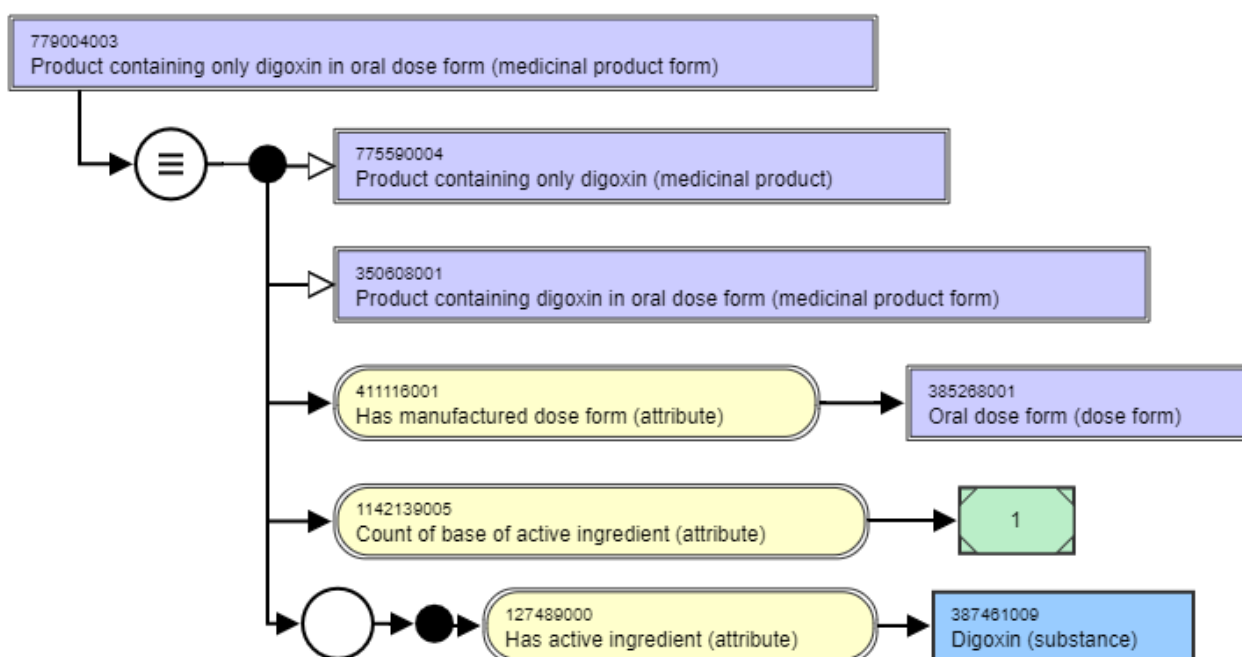 779004003
Product containing only digoxin in oral dose form (medicinal product form)
775590004
Product containing only digoxin (medicinal product)
350608001
Product containing digoxin in oral dose form (medicinal product form)
411116001
Has manufactured dose form (attribute)
385268001
Oral dose form (dose form)
1142139005
Count of base of active ingredient (attribute)
1
127489000
Has active ingredient (attribute)
387461009
Digoxin (substance)